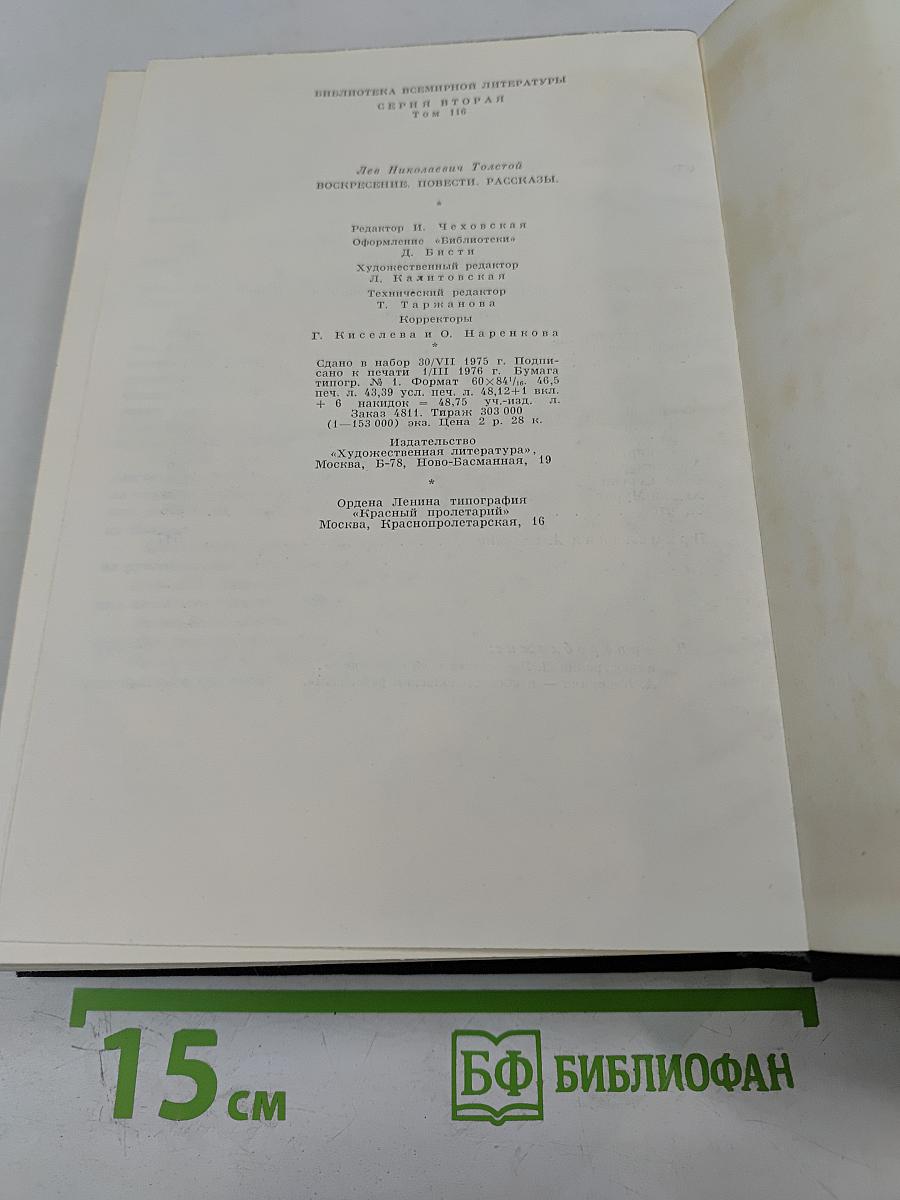 БИБЛИОТЕКА ВСЕМИРНОЙ ЛИТЕРАТУРЫ
СЕРИЯ ВТОРАЯ
Том 116
Лев Николаевич Толстой
ВОСКРЕСЕНИЕ. ПОВЕСТИ. РАССКАЗЫ.
*
Редактор И. Чеховская
Оформление «Библиотеки»
Д. Бисти
Художественный редактор
Л. Калитовская
Технический редактор
Т. Таржанова
Корректоры
Г. Киселева и О. Наренкова
*
Сдано в набор 30/VII 1975 г. Подпи-
сано к печати 1/III 1976 г. Бумага
типогр. № 1. Формат 60×84¹/₁₆. 46,5
печ. л. 43,39 усл. печ. л. 48,12+1 вкл.
+ 6 накидок = 48,75 уч.-изд. л.
Заказ 4811. Тираж 303 000
(1—153 000) экз. Цена 2 р. 28 к.
Издательство
«Художественная литература»,
Москва, Б-78, Ново-Басманная, 19
*
Ордена Ленина типография
«Красный пролетарий»
Москва, Краснопролетарская, 16
15 см
БФ БИБЛИОФАН